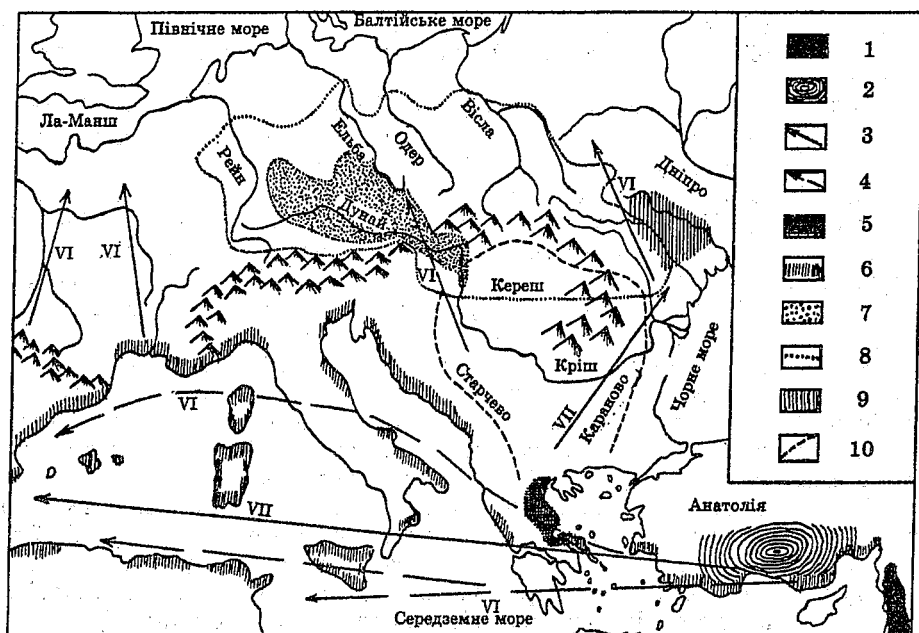 Північне море
Балтійське море
Ла-Манш
Рейн
Ельба
Одер
Вісла
Дніпро
VI
Дунай
VI
VI
VI
Кереш
Кріш
Старчево
VII
Караново
Чорне море
VI
VII
Анатолія
VI
Середземне море
1
2
3
4
5
6
7
8
9
10